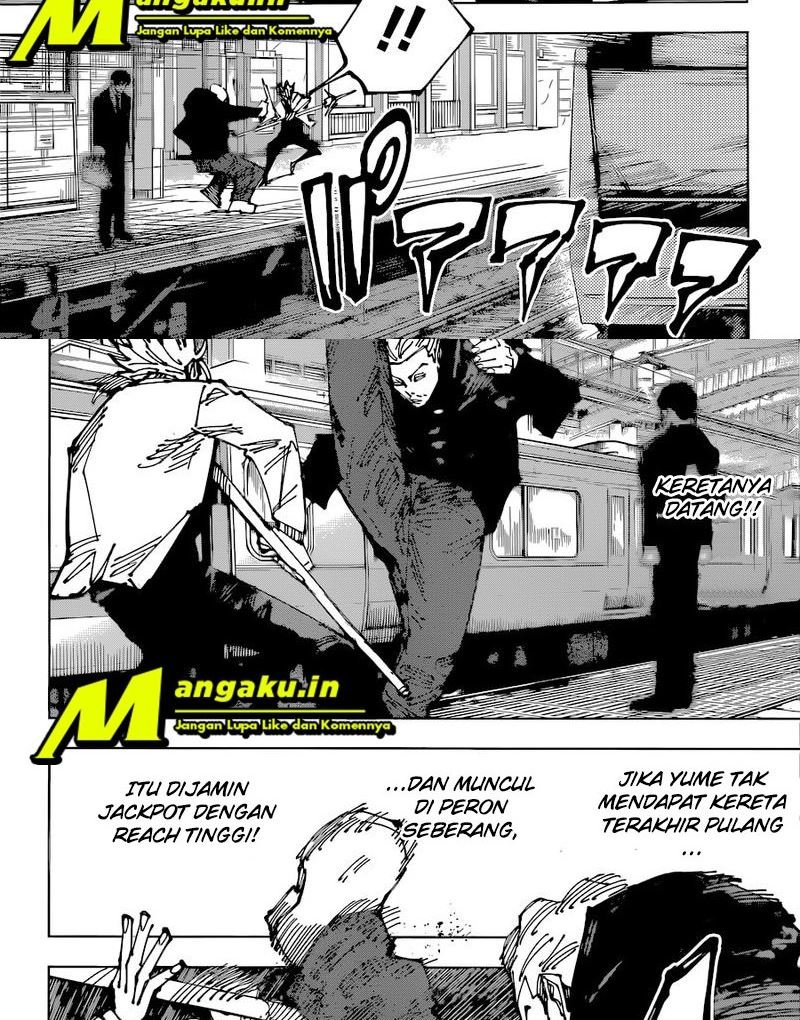 Mangaku.in
Jangan Lupa Like dan Komennya
!!
パァァァァ
KERETANYA
DATANG!!
Mangaku.in
Jangan Lupa Like dan Komennya
JIKA YUME TAK
MENDAPAT KERETA
TERAKHIR PULANG
...
...DAN MUNCUL
DI PERON
SEBERANG,
ITU DIJAMIN
JACKPOT DENGAN
REACH TINGGI!